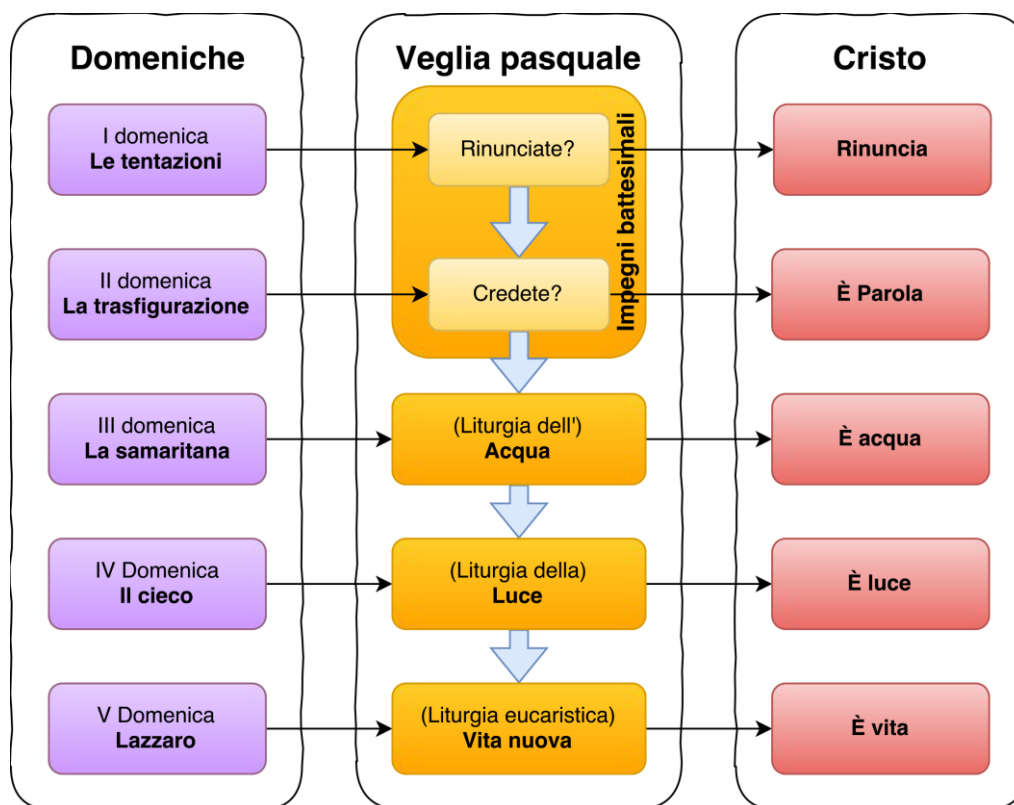 Domeniche
Veglia pasquale
Cristo
I domenica
Le tentazioni
Rinunciate?
Rinuncia
Impegni battesimali
II domenica
La trasfigurazione
Credete?
È Parola
III domenica
La samaritana
(Liturgia dell')
Acqua
È acqua
IV Domenica
Il cieco
(Liturgia della)
Luce
È luce
V Domenica
Lazzaro
(Liturgia eucaristica)
Vita nuova
È vita